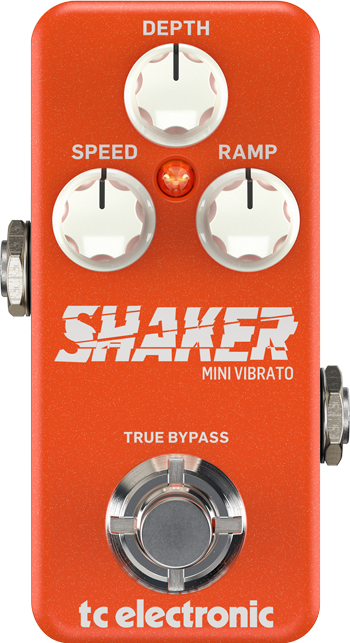 DEPTH
SPEED RAMP
SHAKER
MINI VIBRATO
TRUE BYPASS
tc electronic